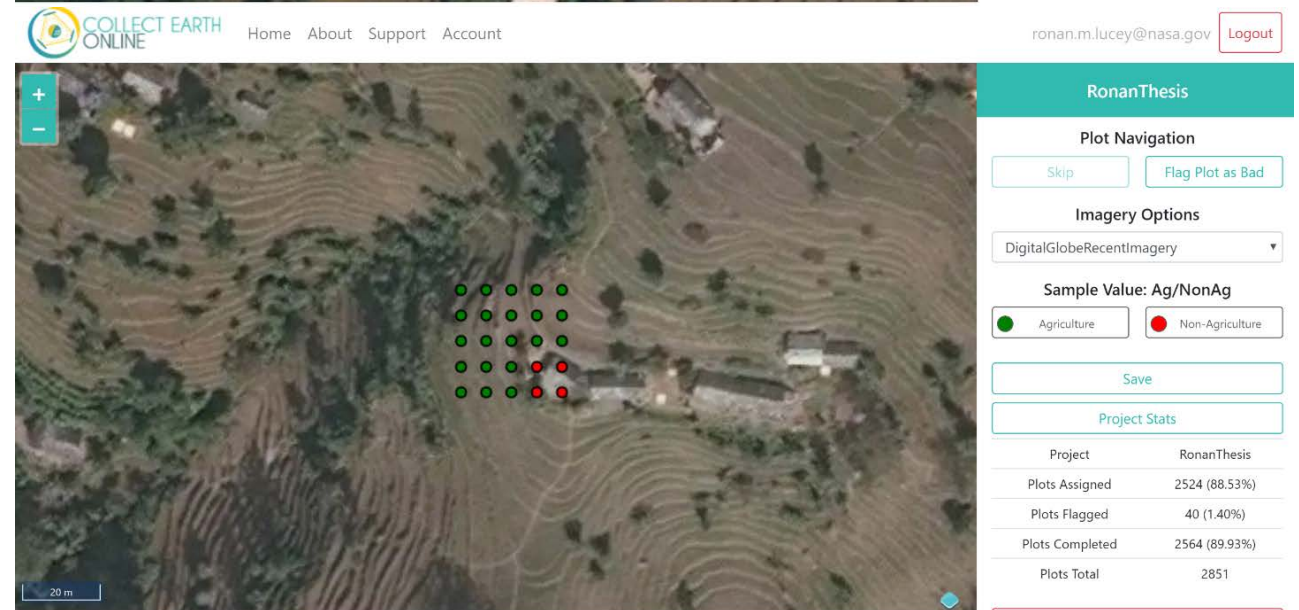 COLLECT EARTH
ONLINE
Home About Support Account
ronan.m.lucey@nasa.gov Logout
+
−
RonanThesis
Plot Navigation
Skip Flag Plot as Bad
Imagery Options
DigitalGlobeRecentImagery
Sample Value: Ag/NonAg
Agriculture Non-Agriculture
Save
Project Stats
Project RonanThesis
Plots Assigned 2524 (88.53%)
Plots Flagged 40 (1.40%)
Plots Completed 2564 (89.93%)
Plots Total 2851
20 m